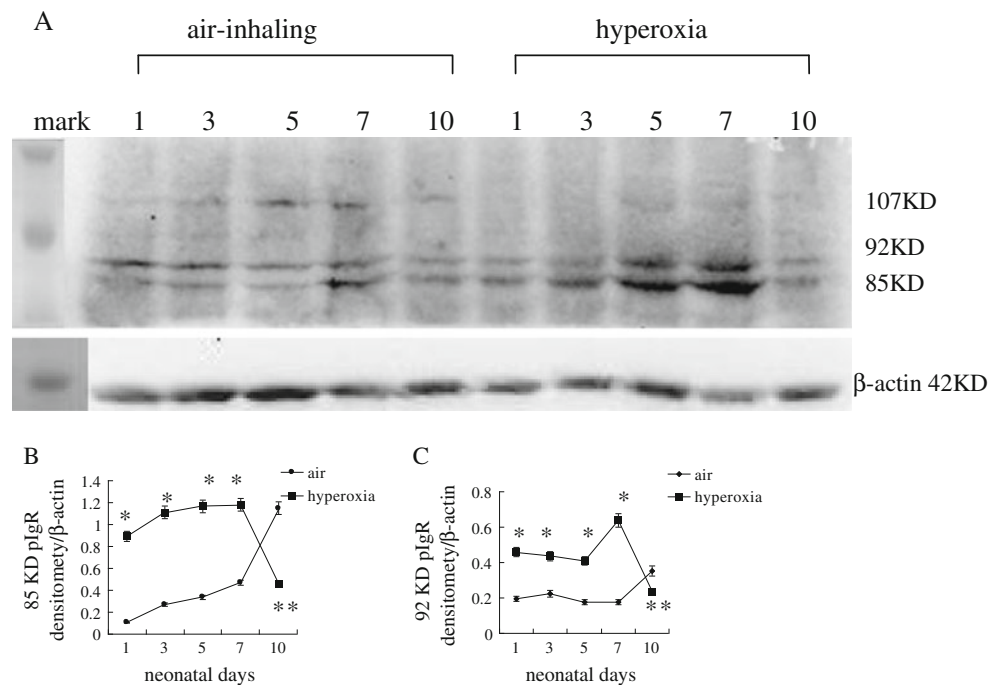 A
air-inhaling hyperoxia
mark 1 3 5 7 10 1 3 5 7 10
107KD
92KD
85KD
β-actin 42KD
B
air
hyperoxia
85 KD pIgR
densitomety/β-actin
1.4
1.2
1
0.8
0.6
0.4
0.2
0
* * * *
**
1 3 5 7 10
neonatal days
C
air
hyperoxia
92 KD pIgR
densitomety/β-actin
0.8
0.6
0.4
0.2
0
* * * *
**
1 3 5 7 10
neonatal days